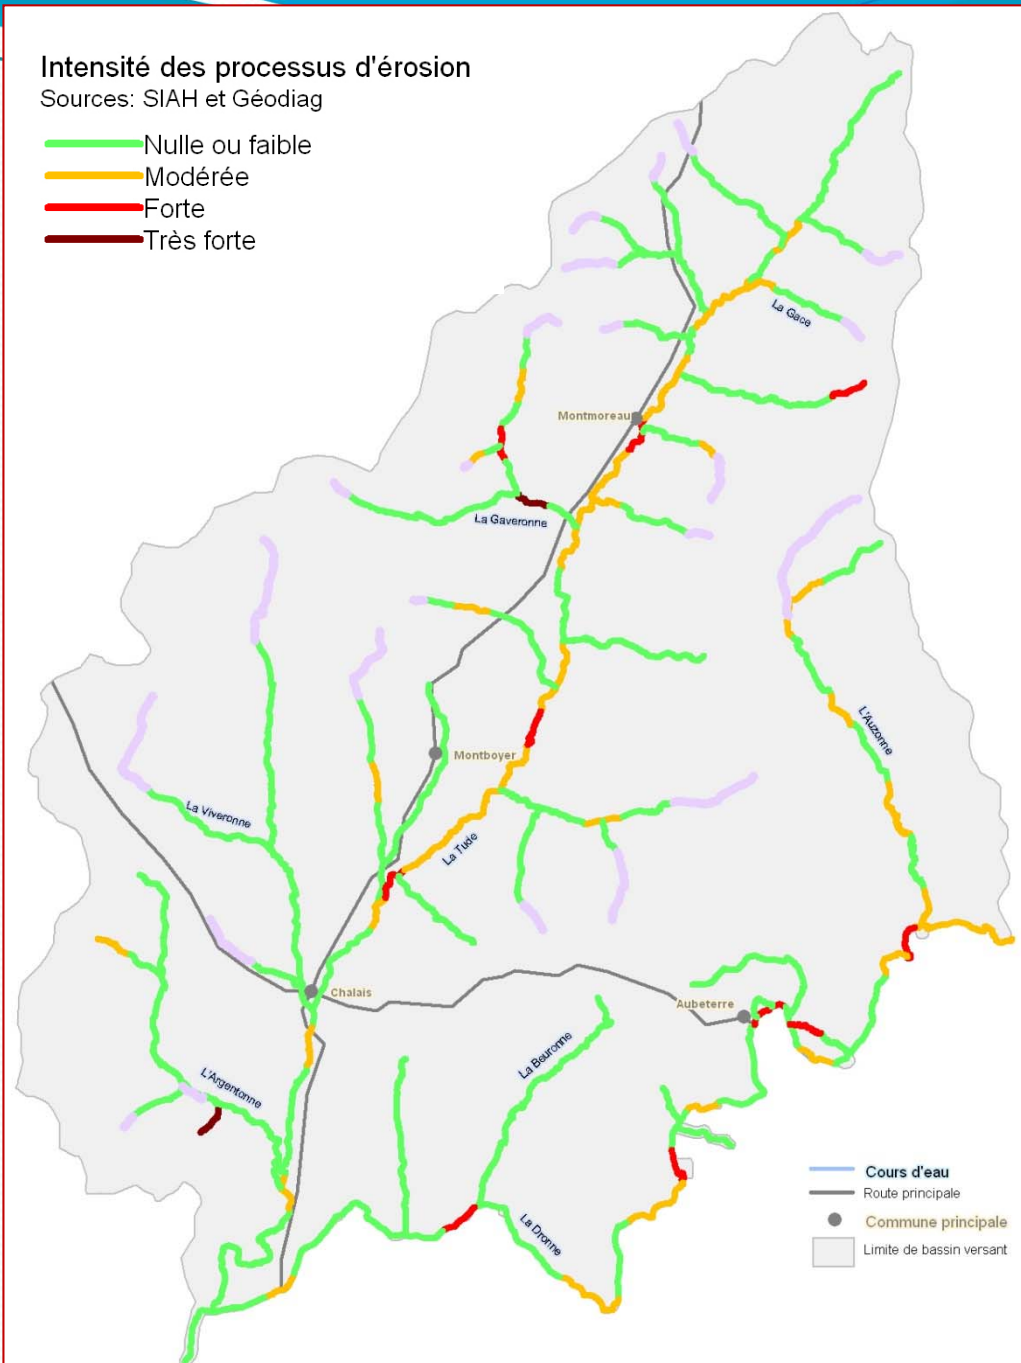 Intensité des processus d'érosion
Sources: SIAH et Géodiag
Nulle ou faible
Modérée
Forte
Très forte
La Gace
Montmoreau
La Gaveronne
L'Auzonne
Montboyer
La Viveronne
La Tude
Chalais
Aubeterre
La Beuronne
L'Argentonne
La Dronne
Cours d'eau
Route principale
Commune principale
Limite de bassin versant